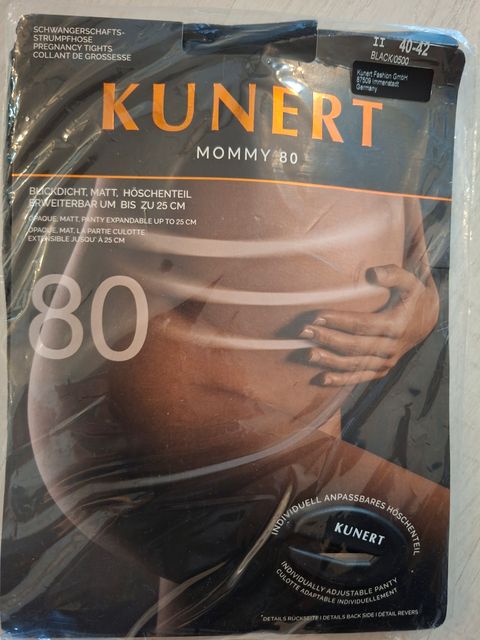 SCHWANGERSCHAFTS-
STRUMPFHOSE
PREGNANCY TIGHTS
COLLANT DE GROSSESSE
II 40-42
BLACK/0500
Kunert Fashion GmbH
87509 Immenstadt
Germany
KUNERT
MOMMY 80
BLICKDICHT, MATT, HÖSCHENTEIL
ERWEITERBAR UM BIS ZU 25 CM
OPAQUE, MATT, PANTY EXPANDABLE UP TO 25 CM
OPAQUE, MAT, LA PARTIE CULOTTE
EXTENSIBLE JUSQU' À 25 CM
80
INDIVIDUELL ANPASSBARES HÖSCHENTEIL
KUNERT
INDIVIDUALLY ADJUSTABLE PANTY
CULOTTE ADAPTABLE INDIVIDUELLEMENT
DETAILS RÜCKSEITE | DETAILS BACK SIDE | DÉTAIL REVERS